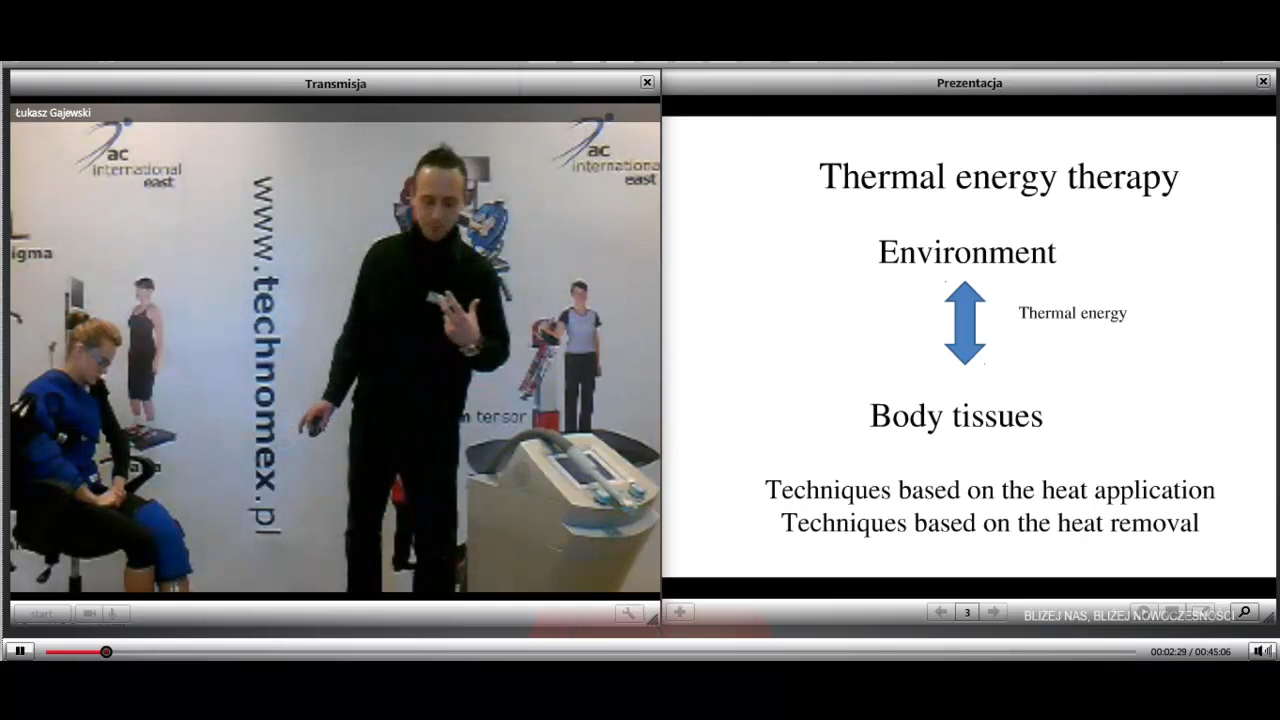 Transmisja
Łukasz Gajewski
ac
international
east
ac
internationa
east
igma
www.technomex.pl
tensor
Prezentacja
Thermal energy therapy
Environment
Thermal energy
Body tissues
Techniques based on the heat application
Techniques based on the heat removal
start
3
BLIŻEJ NAS, BLIŻEJ NOWOCZESNOŚCI
00:02:29 / 00:45:06